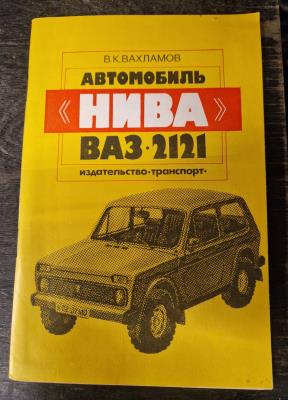 В.К.ВАХЛАМОВ
АВТОМОБИЛЬ
« НИВА »
ВАЗ·2121
издательство·транспорт·